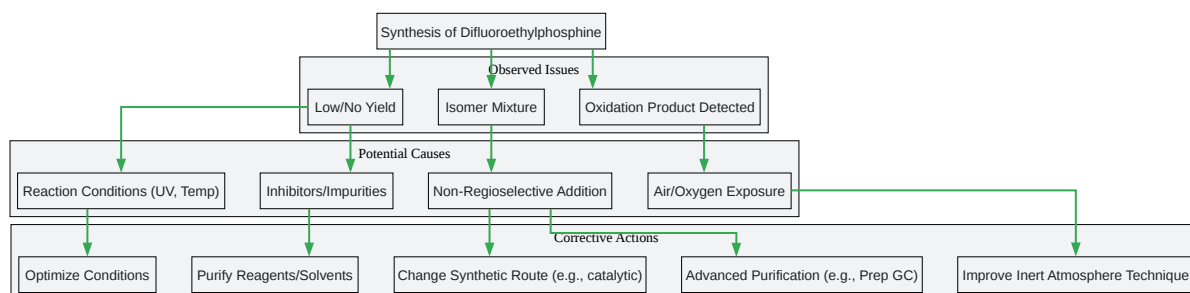 Synthesis of Difluoroethylphosphine
Observed Issues
Low/No Yield
Isomer Mixture
Oxidation Product Detected
Potential Causes
Reaction Conditions (UV, Temp)
Inhibitors/Impurities
Non-Regioselective Addition
Air/Oxygen Exposure
Corrective Actions
Optimize Conditions
Purify Reagents/Solvents
Change Synthetic Route (e.g., catalytic)
Advanced Purification (e.g., Prep GC)
Improve Inert Atmosphere Technique